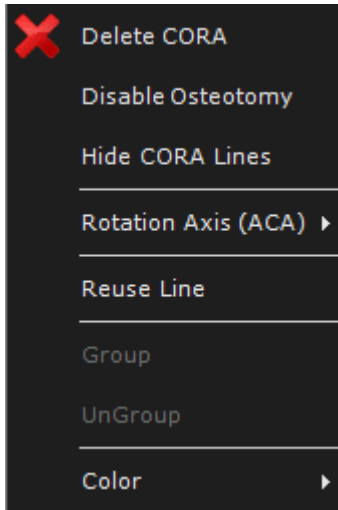 Delete CORA
Disable Osteotomy
Hide CORA Lines
Rotation Axis (ACA)
Reuse Line
Group
UnGroup
Color